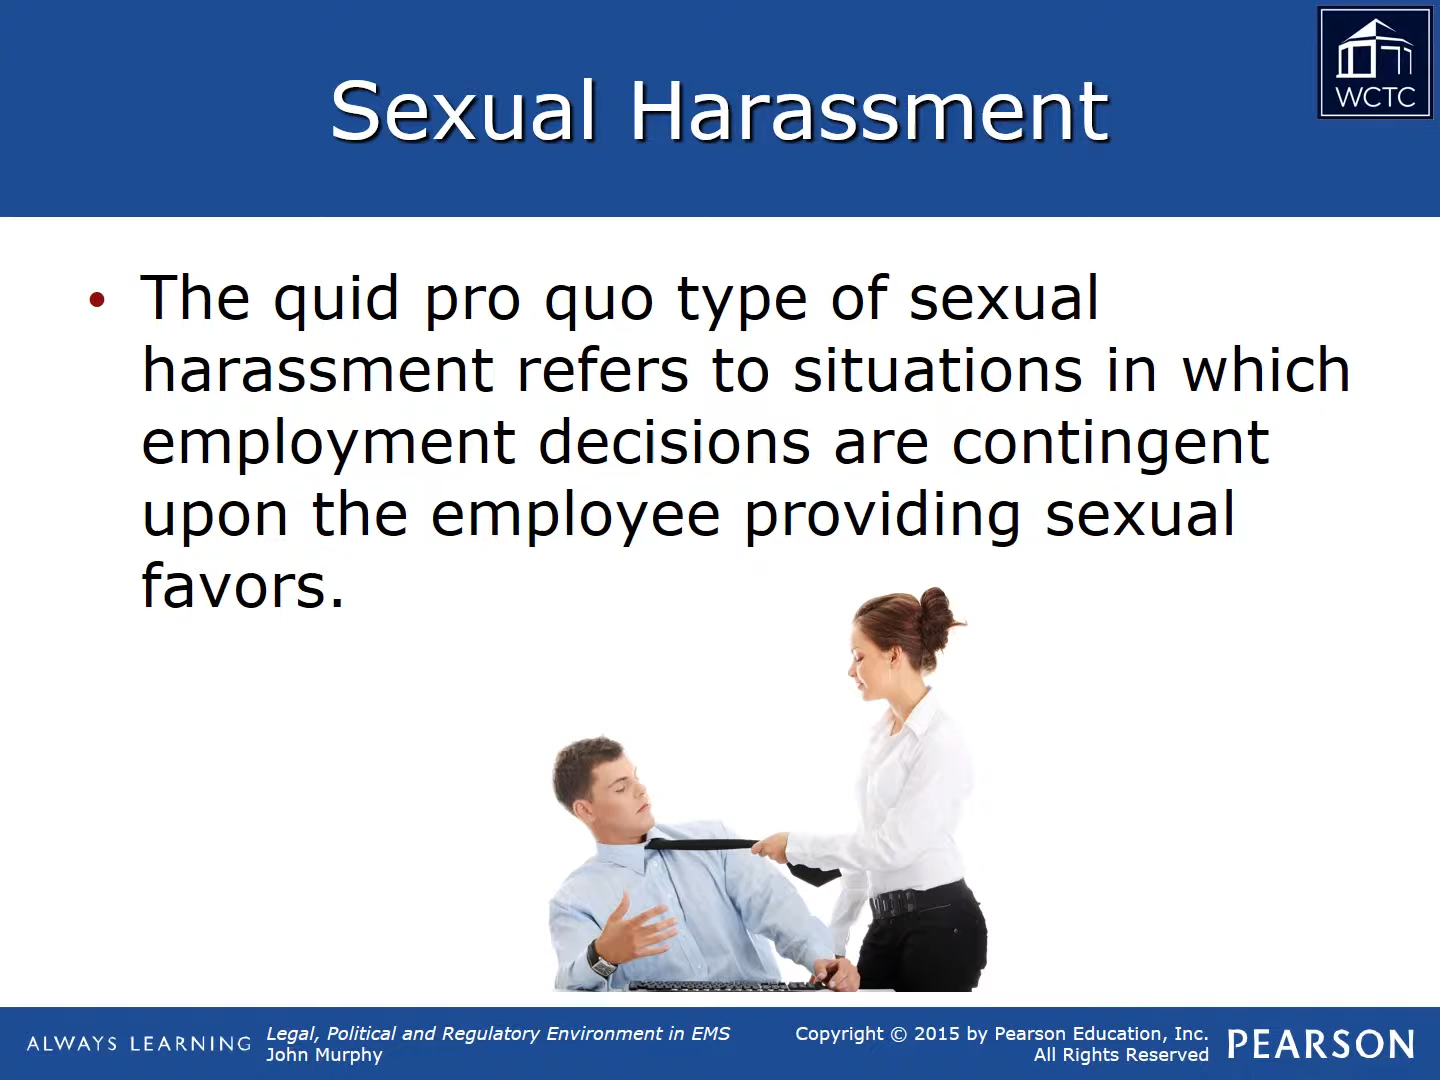 WCTC
Sexual Harassment
• The quid pro quo type of sexual
harassment refers to situations in which
employment decisions are contingent
upon the employee providing sexual
favors.
ALWAYS LEARNING
Legal, Political and Regulatory Environment in EMS
John Murphy
Copyright © 2015 by Pearson Education, Inc.
All Rights Reserved
PEARSON